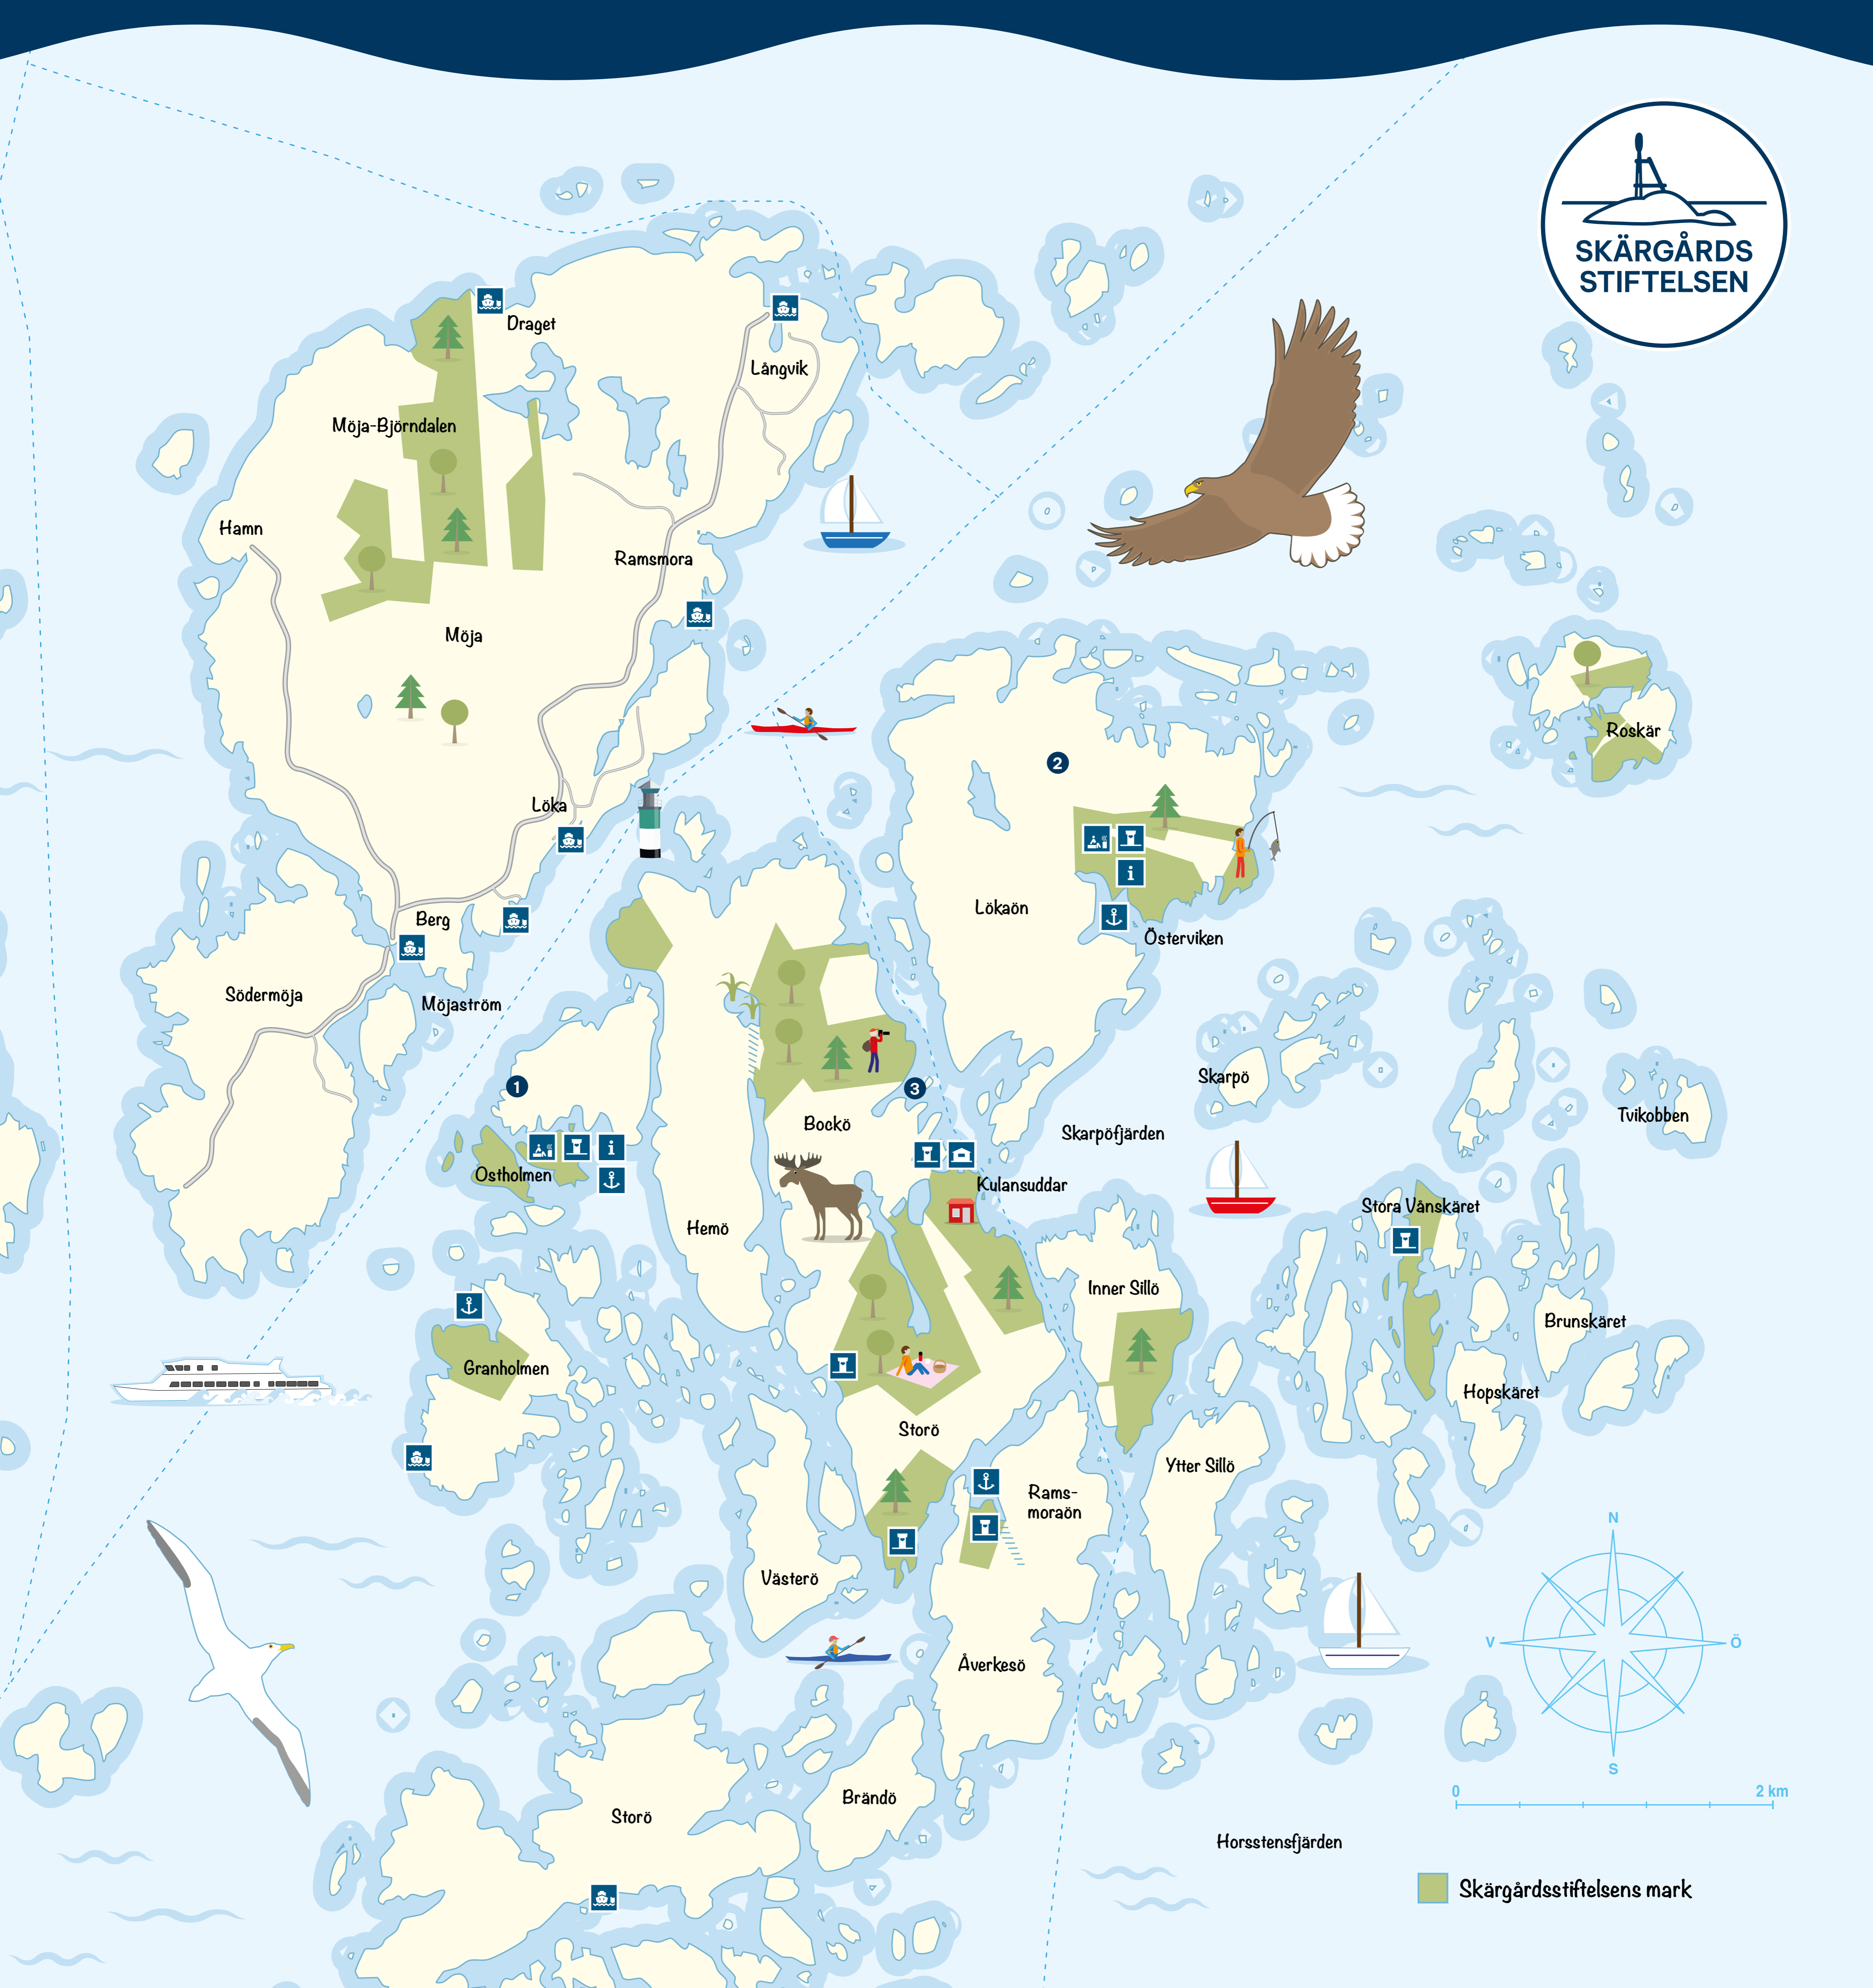 SKÄRGÅRDS
STIFTELSEN
Draget
Långvik
Möja-Björndalen
Hamn
Ramsmora
Möja
Roskär
2
Löka
Lökaön
Berg
Österviken
Södermöja
Möjaström
1
3
Skarpö
Bockö
Tvikobben
Skarpöfjärden
i
i
Ostholmen
Kulansuddar
Stora Vånskäret
Hemö
Inner Sillö
Brunskäret
Granholmen
Hopskäret
Storö
Ytter Sillö
Rams-
moraön
N
Västerö
V
Ö
Åverkesö
S
0
2 km
Brändö
Storö
Horsstensfjärden
Skärgårdsstiftelsens mark